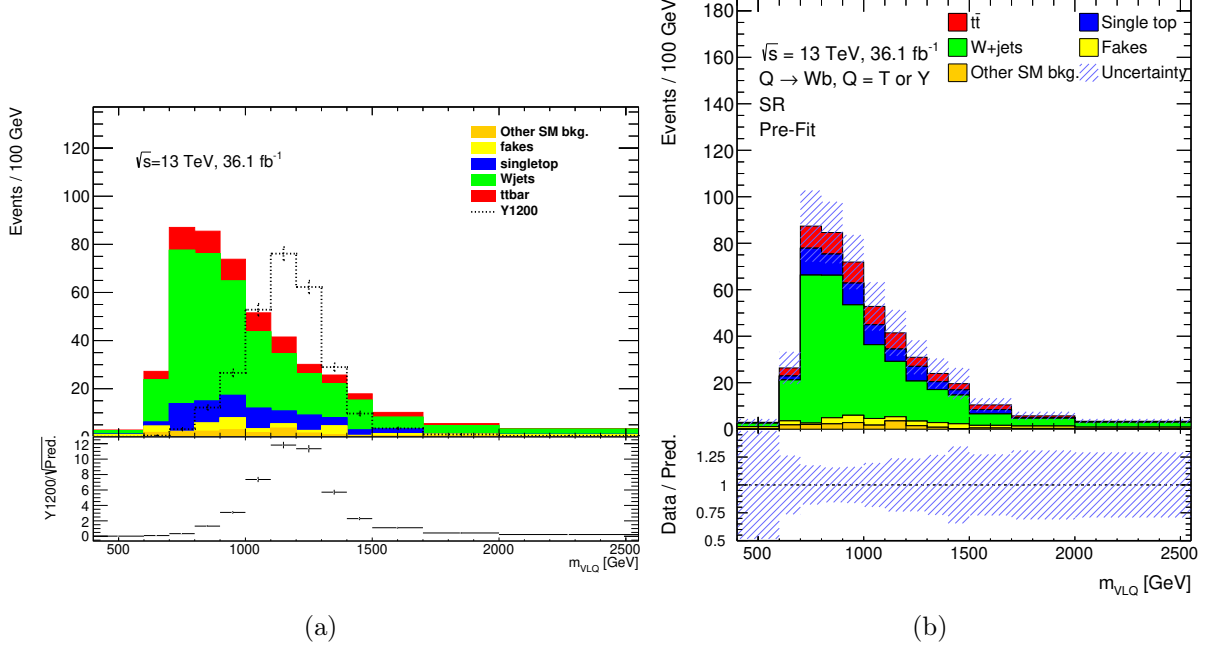 Events / 100 GeV
120
100
80
60
40
20
√s=13 TeV, 36.1 fb⁻¹
Other SM bkg.
fakes
singletop
Wjets
ttbar
Y1200
Y1200/√Pred.
12
10
8
6
4
2
0
500 1000 1500 2000 2500
m_VLQ [GeV]
(a)
Events / 100 GeV
180
160
140
120
100
80
60
40
20
0
√s = 13 TeV, 36.1 fb⁻¹
Q → Wb, Q = T or Y
SR
Pre-Fit
tt̄ Single top
W+jets Fakes
Other SM bkg. Uncertainty
Data / Pred.
1.25
1
0.75
0.5
500 1000 1500 2000 2500
m_VLQ [GeV]
(b)